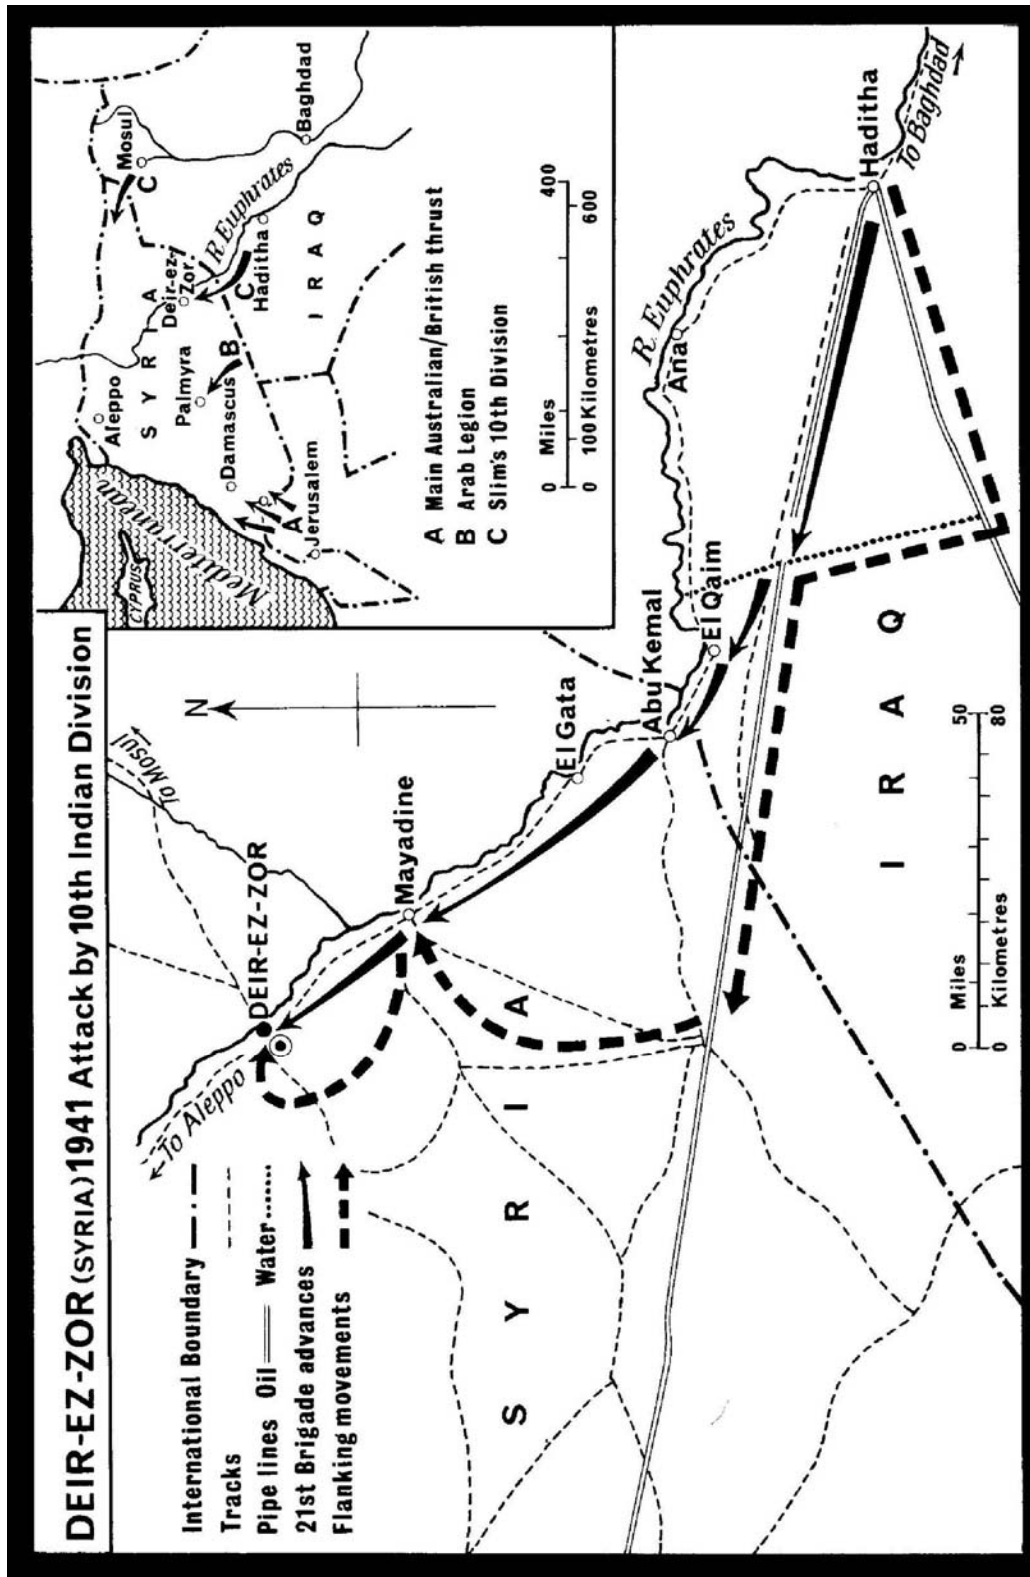 DEIR-EZ-ZOR (SYRIA) 1941 Attack by 10th Indian Division
International Boundary
Tracks
Pipe lines Oil Water
21st Brigade advances
Flanking movements
To Aleppo
DEIR-EZ-ZOR
To Mosul
N
Mayadine
El Gata
Abu Kemal
El Qaim
Ana
R. Euphrates
Haditha
To Baghdad
S Y R I A
I R A Q
Miles
0 50
0 80
Kilometres
Mediterranean
CYPRUS
Aleppo
S Y R I A
Palmyra
Damascus
Jerusalem
Deir-ez-
Zor
Mosul
R. Euphrates
Haditha
Baghdad
I R A Q
A
B
C
C
A Main Australian/British thrust
B Arab Legion
C Slim's 10th Division
Miles
0 400
0 100 Kilometres 600